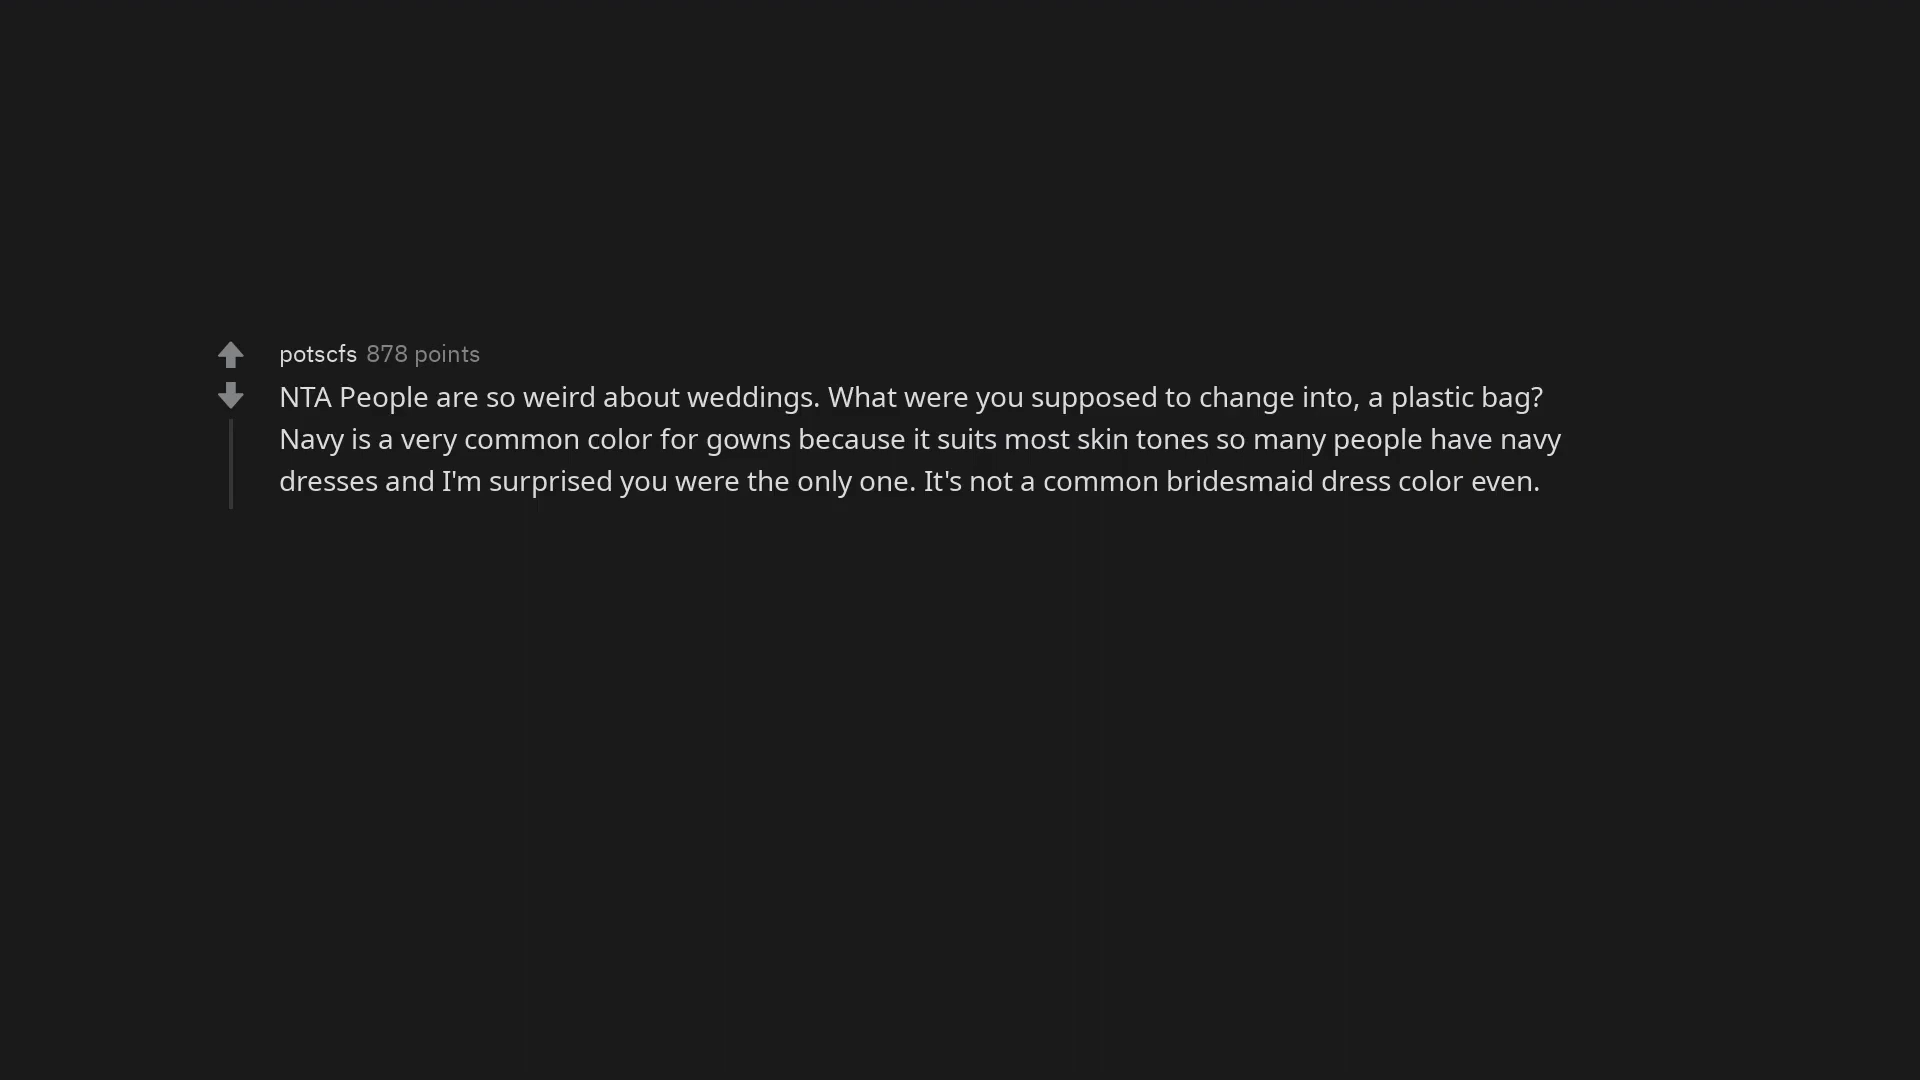 potscfs 878 points
NTA People are so weird about weddings. What were you supposed to change into, a plastic bag?
Navy is a very common color for gowns because it suits most skin tones so many people have navy
dresses and I'm surprised you were the only one. It's not a common bridesmaid dress color even.